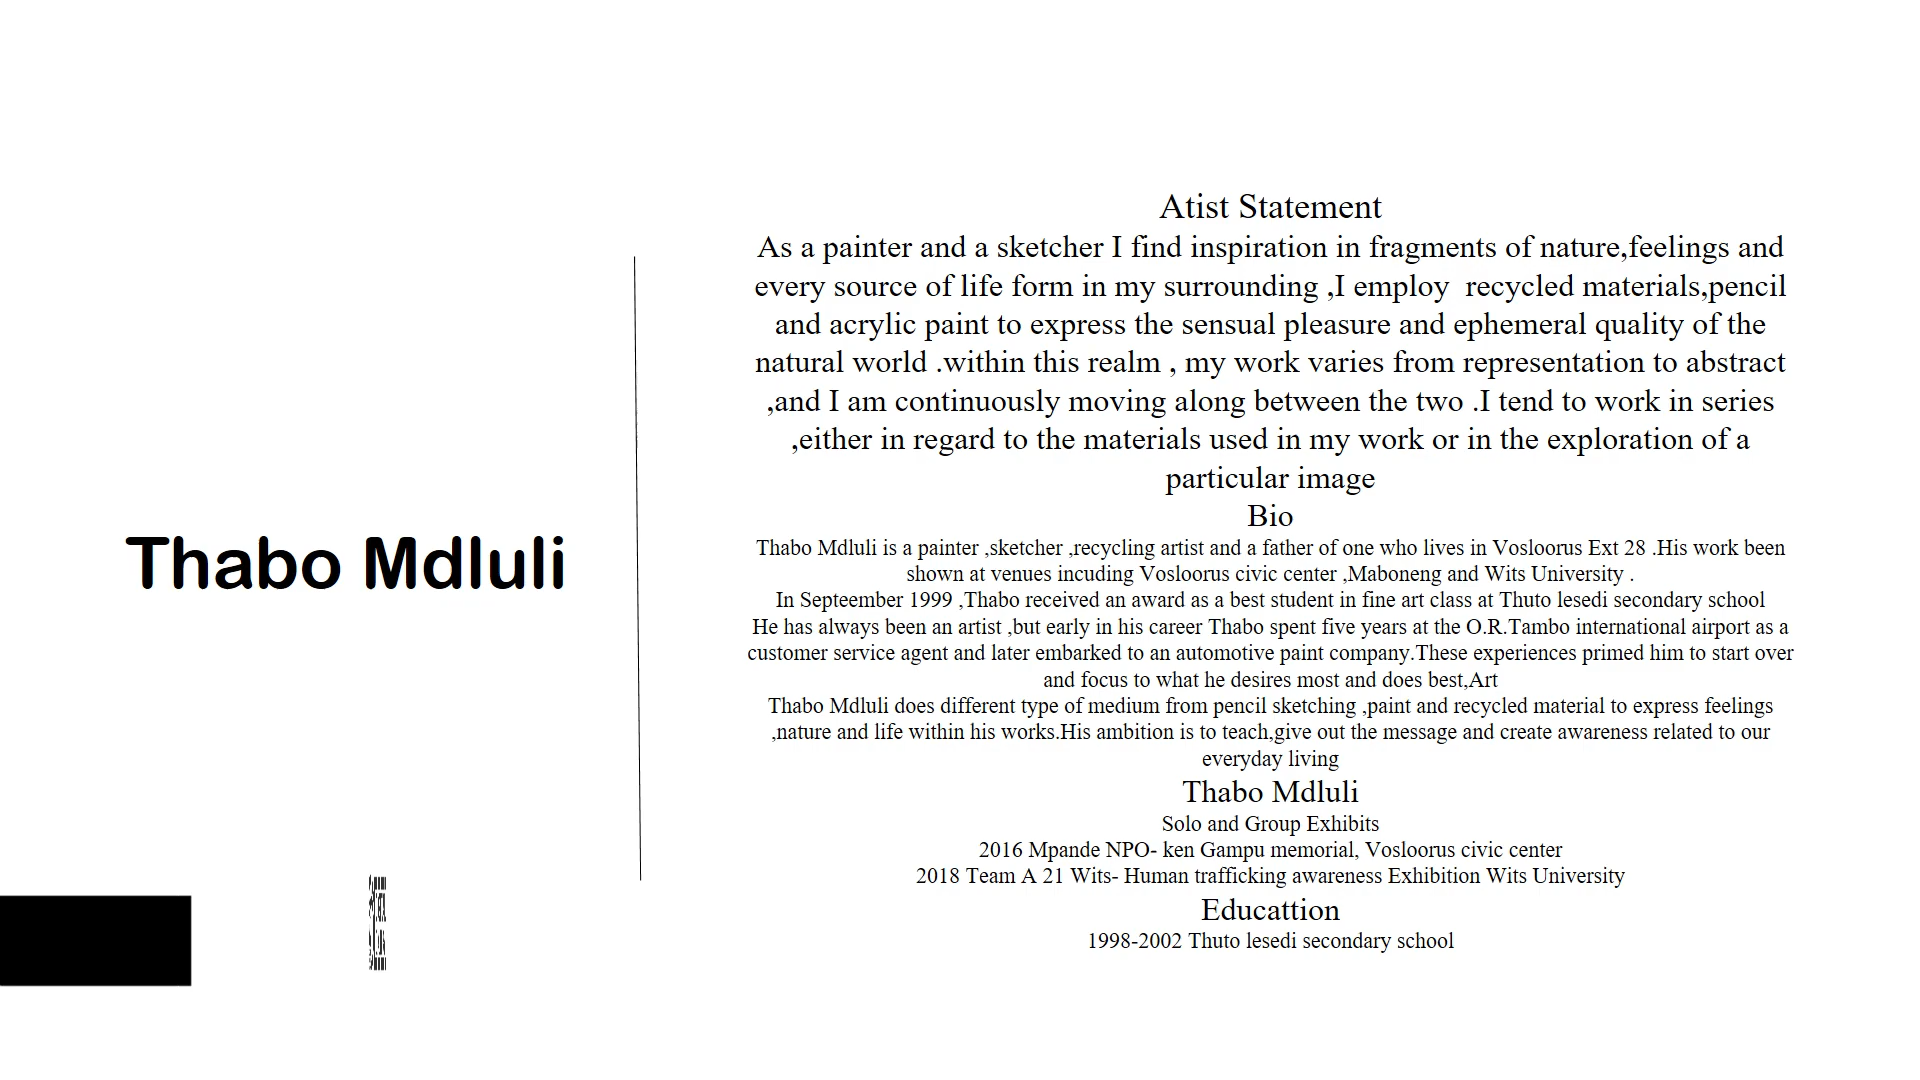 Thabo Mdluli
Atist Statement
As a painter and a sketcher I find inspiration in fragments of nature,feelings and
every source of life form in my surrounding ,I employ  recycled materials,pencil
and acrylic paint to express the sensual pleasure and ephemeral quality of the
natural world .within this realm , my work varies from representation to abstract
,and I am continuously moving along between the two .I tend to work in series
,either in regard to the materials used in my work or in the exploration of a
particular image
Bio
Thabo Mdluli is a painter ,sketcher ,recycling artist and a father of one who lives in Vosloorus Ext 28 .His work been
shown at venues incuding Vosloorus civic center ,Maboneng and Wits University .
In Septeember 1999 ,Thabo received an award as a best student in fine art class at Thuto lesedi secondary school
He has always been an artist ,but early in his career Thabo spent five years at the O.R.Tambo international airport as a
customer service agent and later embarked to an automotive paint company.These experiences primed him to start over
and focus to what he desires most and does best,Art
Thabo Mdluli does different type of medium from pencil sketching ,paint and recycled material to express feelings
,nature and life within his works.His ambition is to teach,give out the message and create awareness related to our
everyday living
Thabo Mdluli
Solo and Group Exhibits
2016 Mpande NPO- ken Gampu memorial, Vosloorus civic center
2018 Team A 21 Wits- Human trafficking awareness Exhibition Wits University
Educattion
1998-2002 Thuto lesedi secondary school